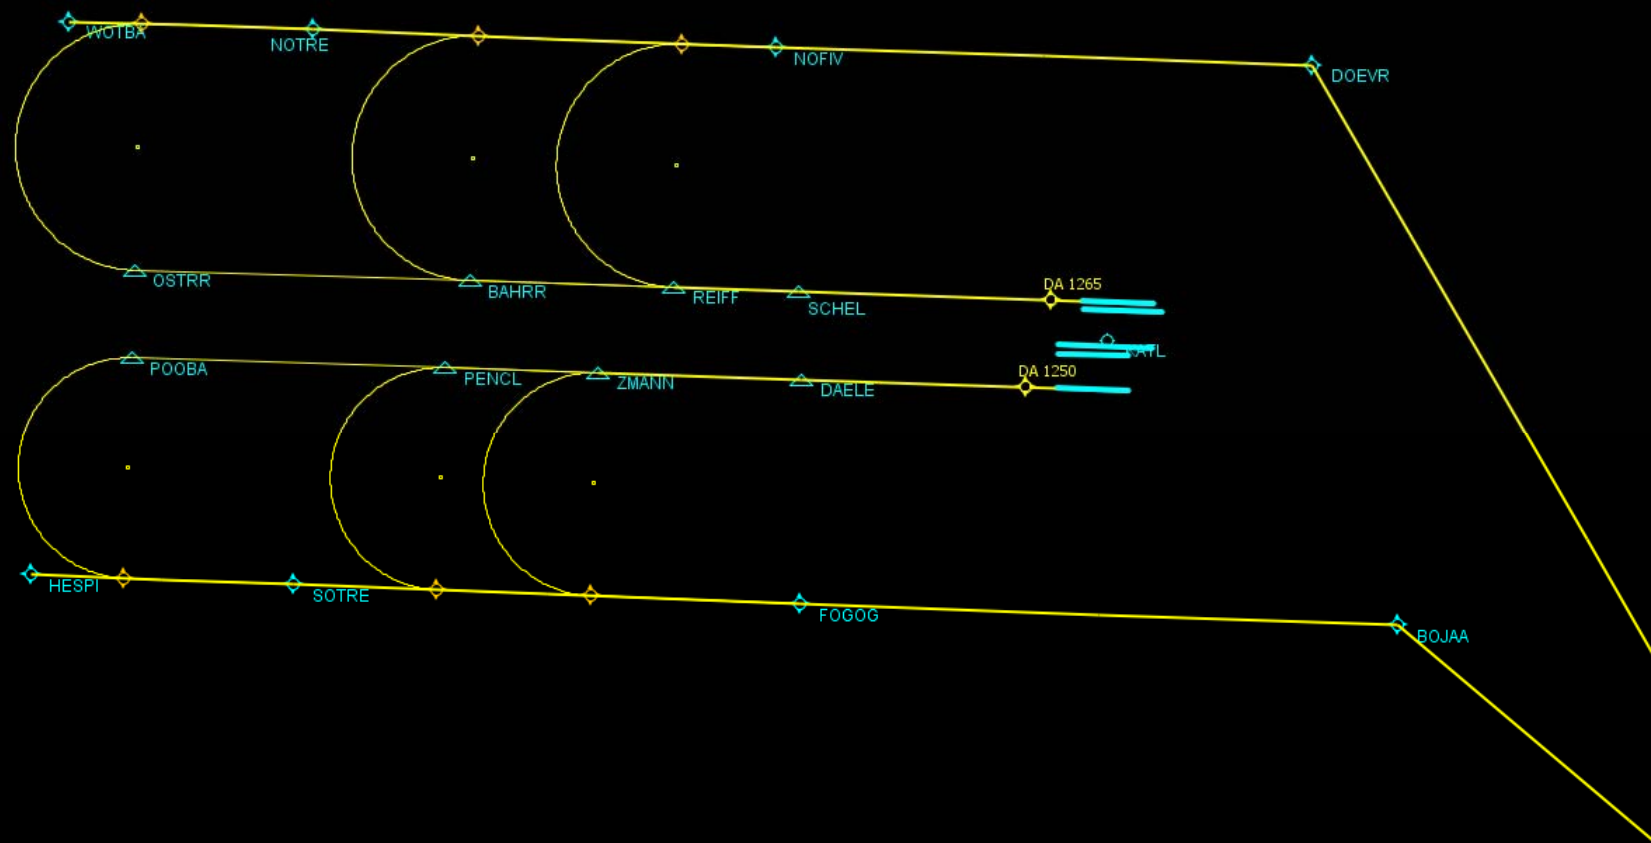 WOTBA
NOTRE
NOFIV
DOEVR
OSTRR
BAHRR
REIFF
SCHEL
DA 1265
KATL
POOBA
PENCL
ZMANN
DAELE
DA 1250
HESPI
SOTRE
FOGOG
BOJAA